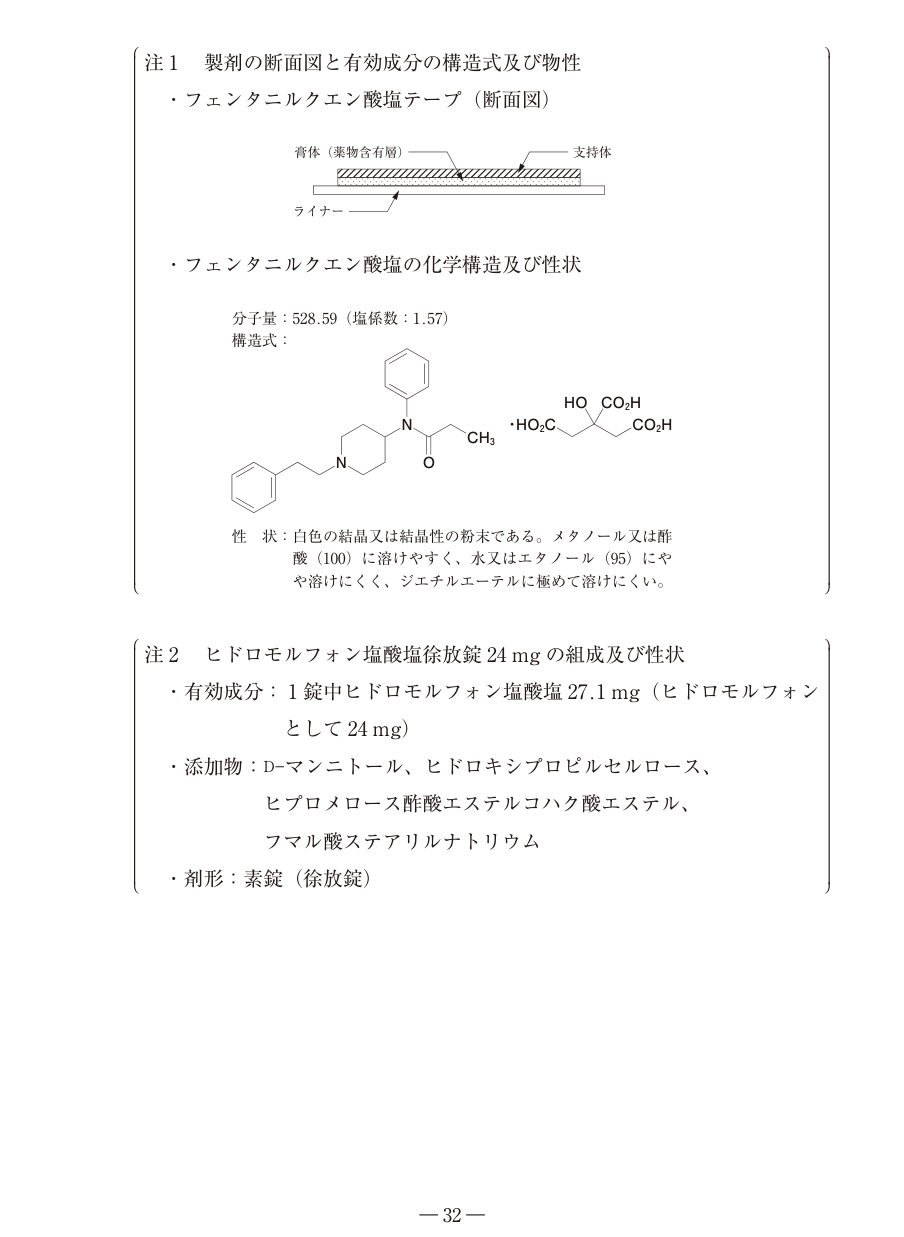 注1　製剤の断面図と有効成分の構造式及び物性
・フェンタニルクエン酸塩テープ（断面図）
膏体（薬物含有層）
支持体
ライナー
・フェンタニルクエン酸塩の化学構造及び性状
分子量：528.59（塩係数：1.57）
構造式：
N
N
O
CH3
・HO2C
HO
CO2H
CO2H
性　状：白色の結晶又は結晶性の粉末である。メタノール又は酢
酸（100）に溶けやすく、水又はエタノール（95）にや
や溶けにくく、ジエチルエーテルに極めて溶けにくい。
注2　ヒドロモルフォン塩酸塩徐放錠 24 mg の組成及び性状
・有効成分：1錠中ヒドロモルフォン塩酸塩 27.1 mg（ヒドロモルフォン
として 24 mg）
・添加物：D-マンニトール、ヒドロキシプロピルセルロース、
ヒプロメロース酢酸エステルコハク酸エステル、
フマル酸ステアリルナトリウム
・剤形：素錠（徐放錠）
― 32 ―